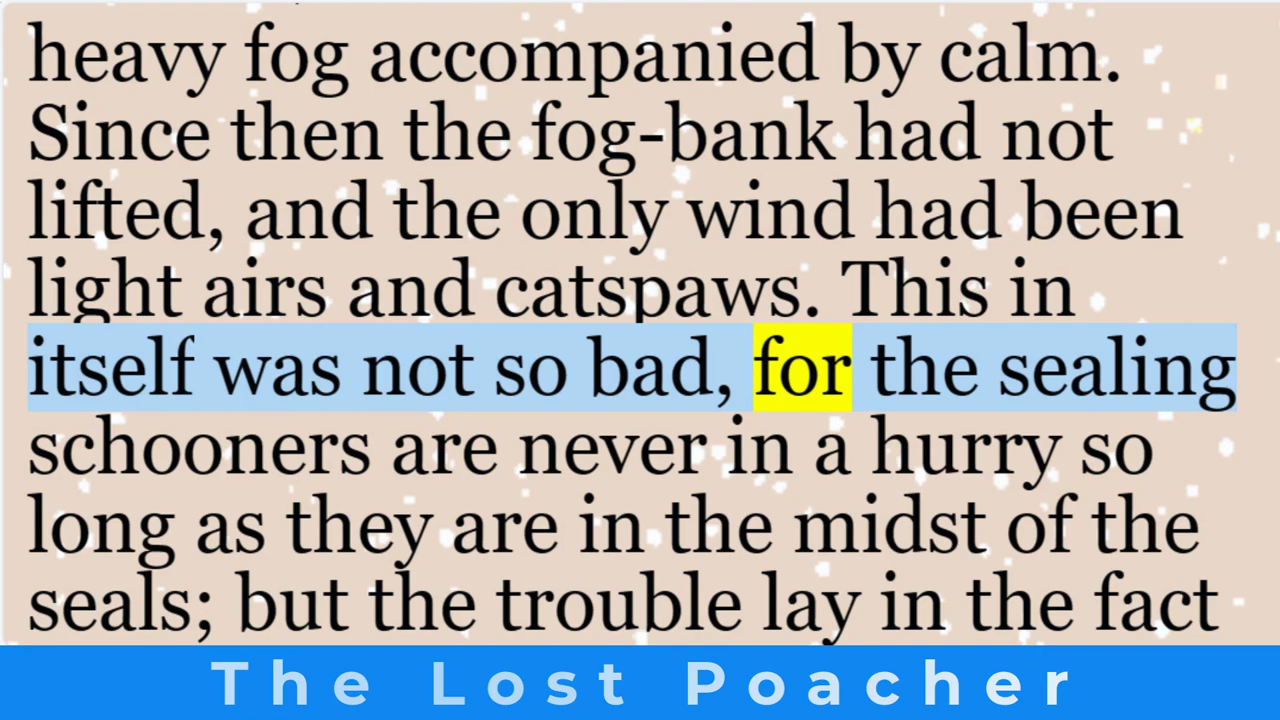 heavy fog accompanied by calm.
Since then the fog-bank had not
lifted, and the only wind had been
light airs and catspaws. This in
itself was not so bad, for the sealing
schooners are never in a hurry so
long as they are in the midst of the
seals; but the trouble lay in the fact
The Lost Poacher